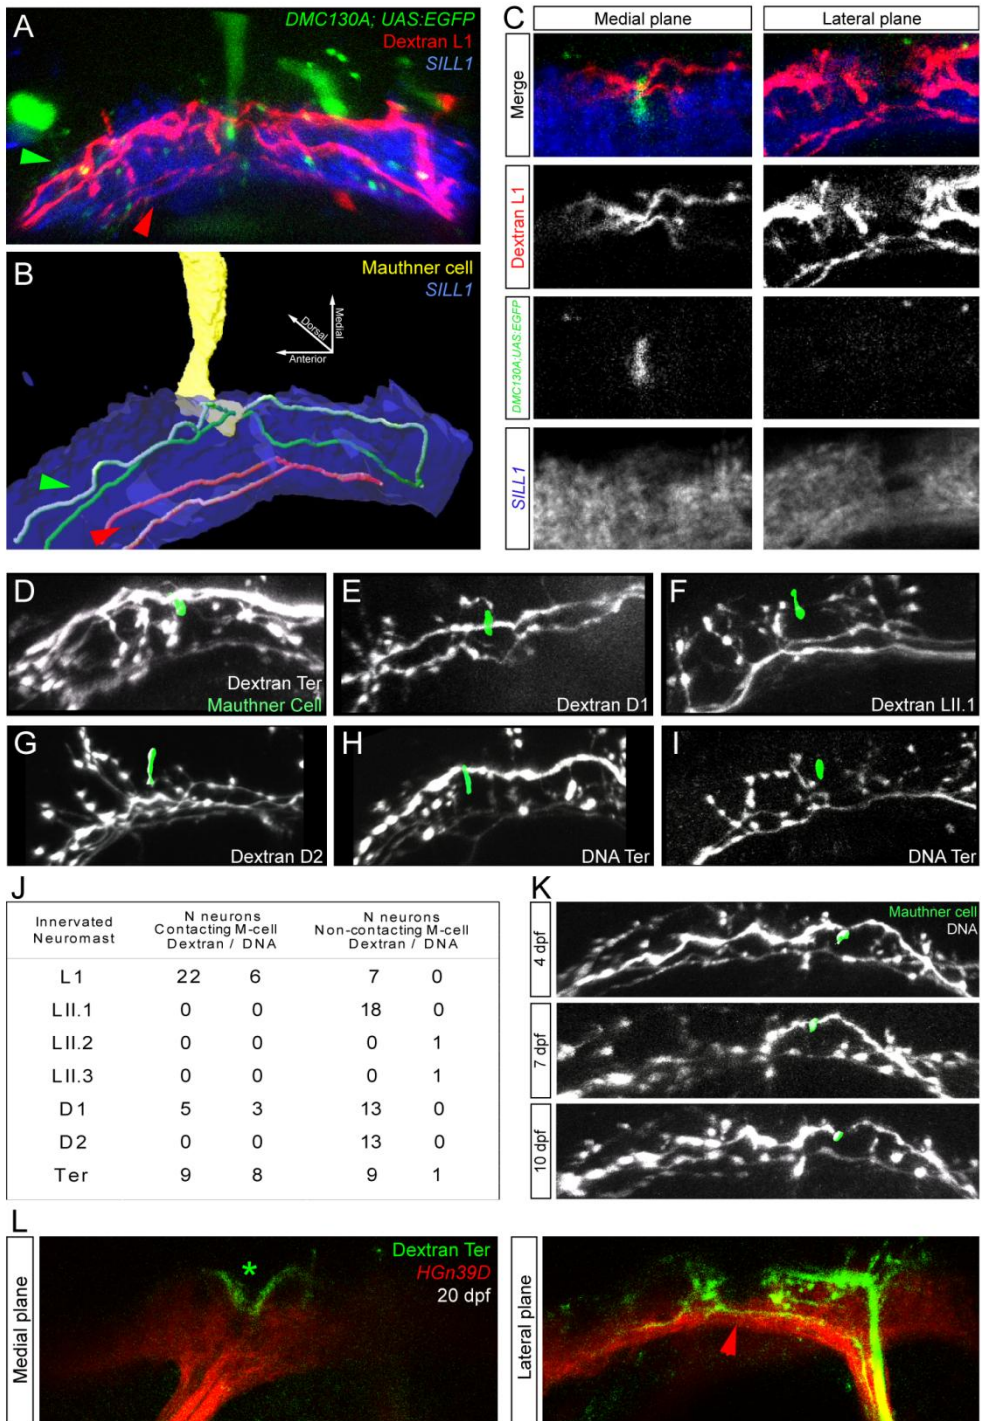 A
DMC130A; UAS:EGFP
Dextran L1
SILL1
B
Mauthner cell
SILL1
Medial
Dorsal
Anterior
C
Medial plane
Lateral plane
Merge
Dextran L1
DMC130A;UAS:EGFP
SILL1
D
Dextran Ter
Mauthner Cell
E
Dextran D1
F
Dextran LII.1
G
Dextran D2
H
DNA Ter
I
DNA Ter
J
Innervated Neuromast
N neurons Contacting M-cell Dextran / DNA
N neurons Non-contacting M-cell Dextran / DNA
L1 22 6 7 0
LII.1 0 0 18 0
LII.2 0 0 0 1
LII.3 0 0 0 1
D1 5 3 13 0
D2 0 0 13 0
Ter 9 8 9 1
K
Mauthner cell
DNA
4 dpf
7 dpf
10 dpf
L
Medial plane
*
Dextran Ter
HGn39D
20 dpf
Lateral plane